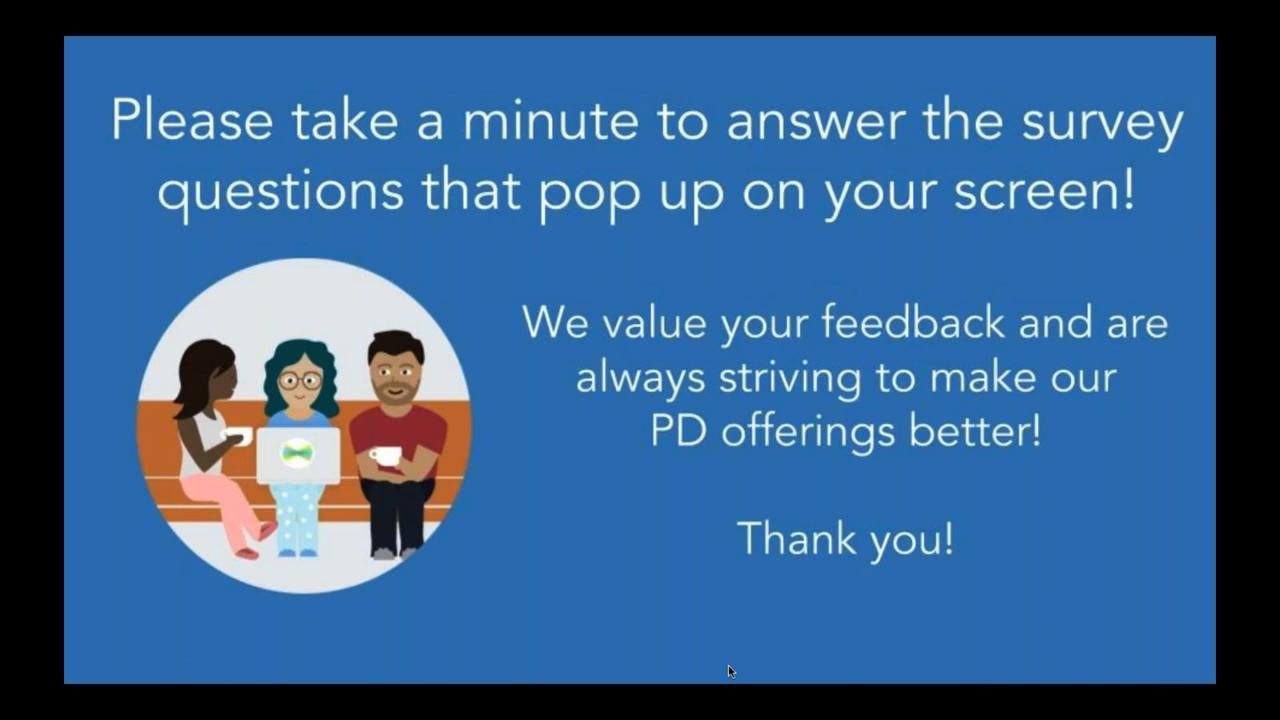 Please take a minute to answer the survey
questions that pop up on your screen!
We value your feedback and are
always striving to make our
PD offerings better!
Thank you!